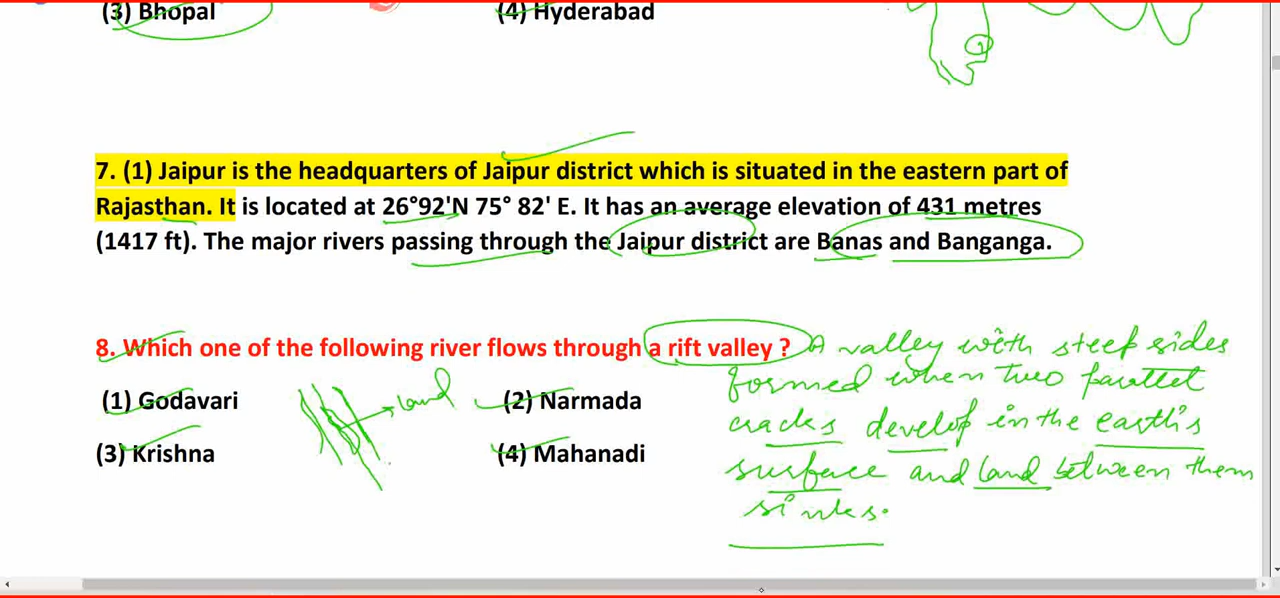 (3) Bhopal (4) Hyderabad
7. (1) Jaipur is the headquarters of Jaipur district which is situated in the eastern part of
Rajasthan. It is located at 26°92'N 75° 82' E. It has an average elevation of 431 metres
(1417 ft). The major rivers passing through the Jaipur district are Banas and Banganga.
8. Which one of the following river flows through a rift valley ?
(1) Godavari (2) Narmada
(3) Krishna (4) Mahanadi
land
A valley with steep sides
formed when two parallel
cracks develop in the earth's
surface and land between them
sinks.